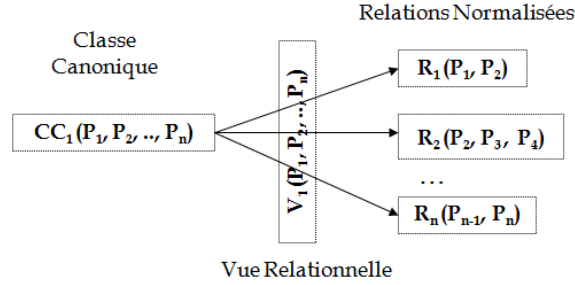 Relations Normalisées
Classe
Canonique
R₁(P₁, P₂)
CC₁(P₁, P₂, .., Pₙ)
V₁(P₁, P₂, .., Pₙ)
R₂(P₂, P₃, P₄)
...
Rₙ(Pₙ₋₁, Pₙ)
Vue Relationnelle